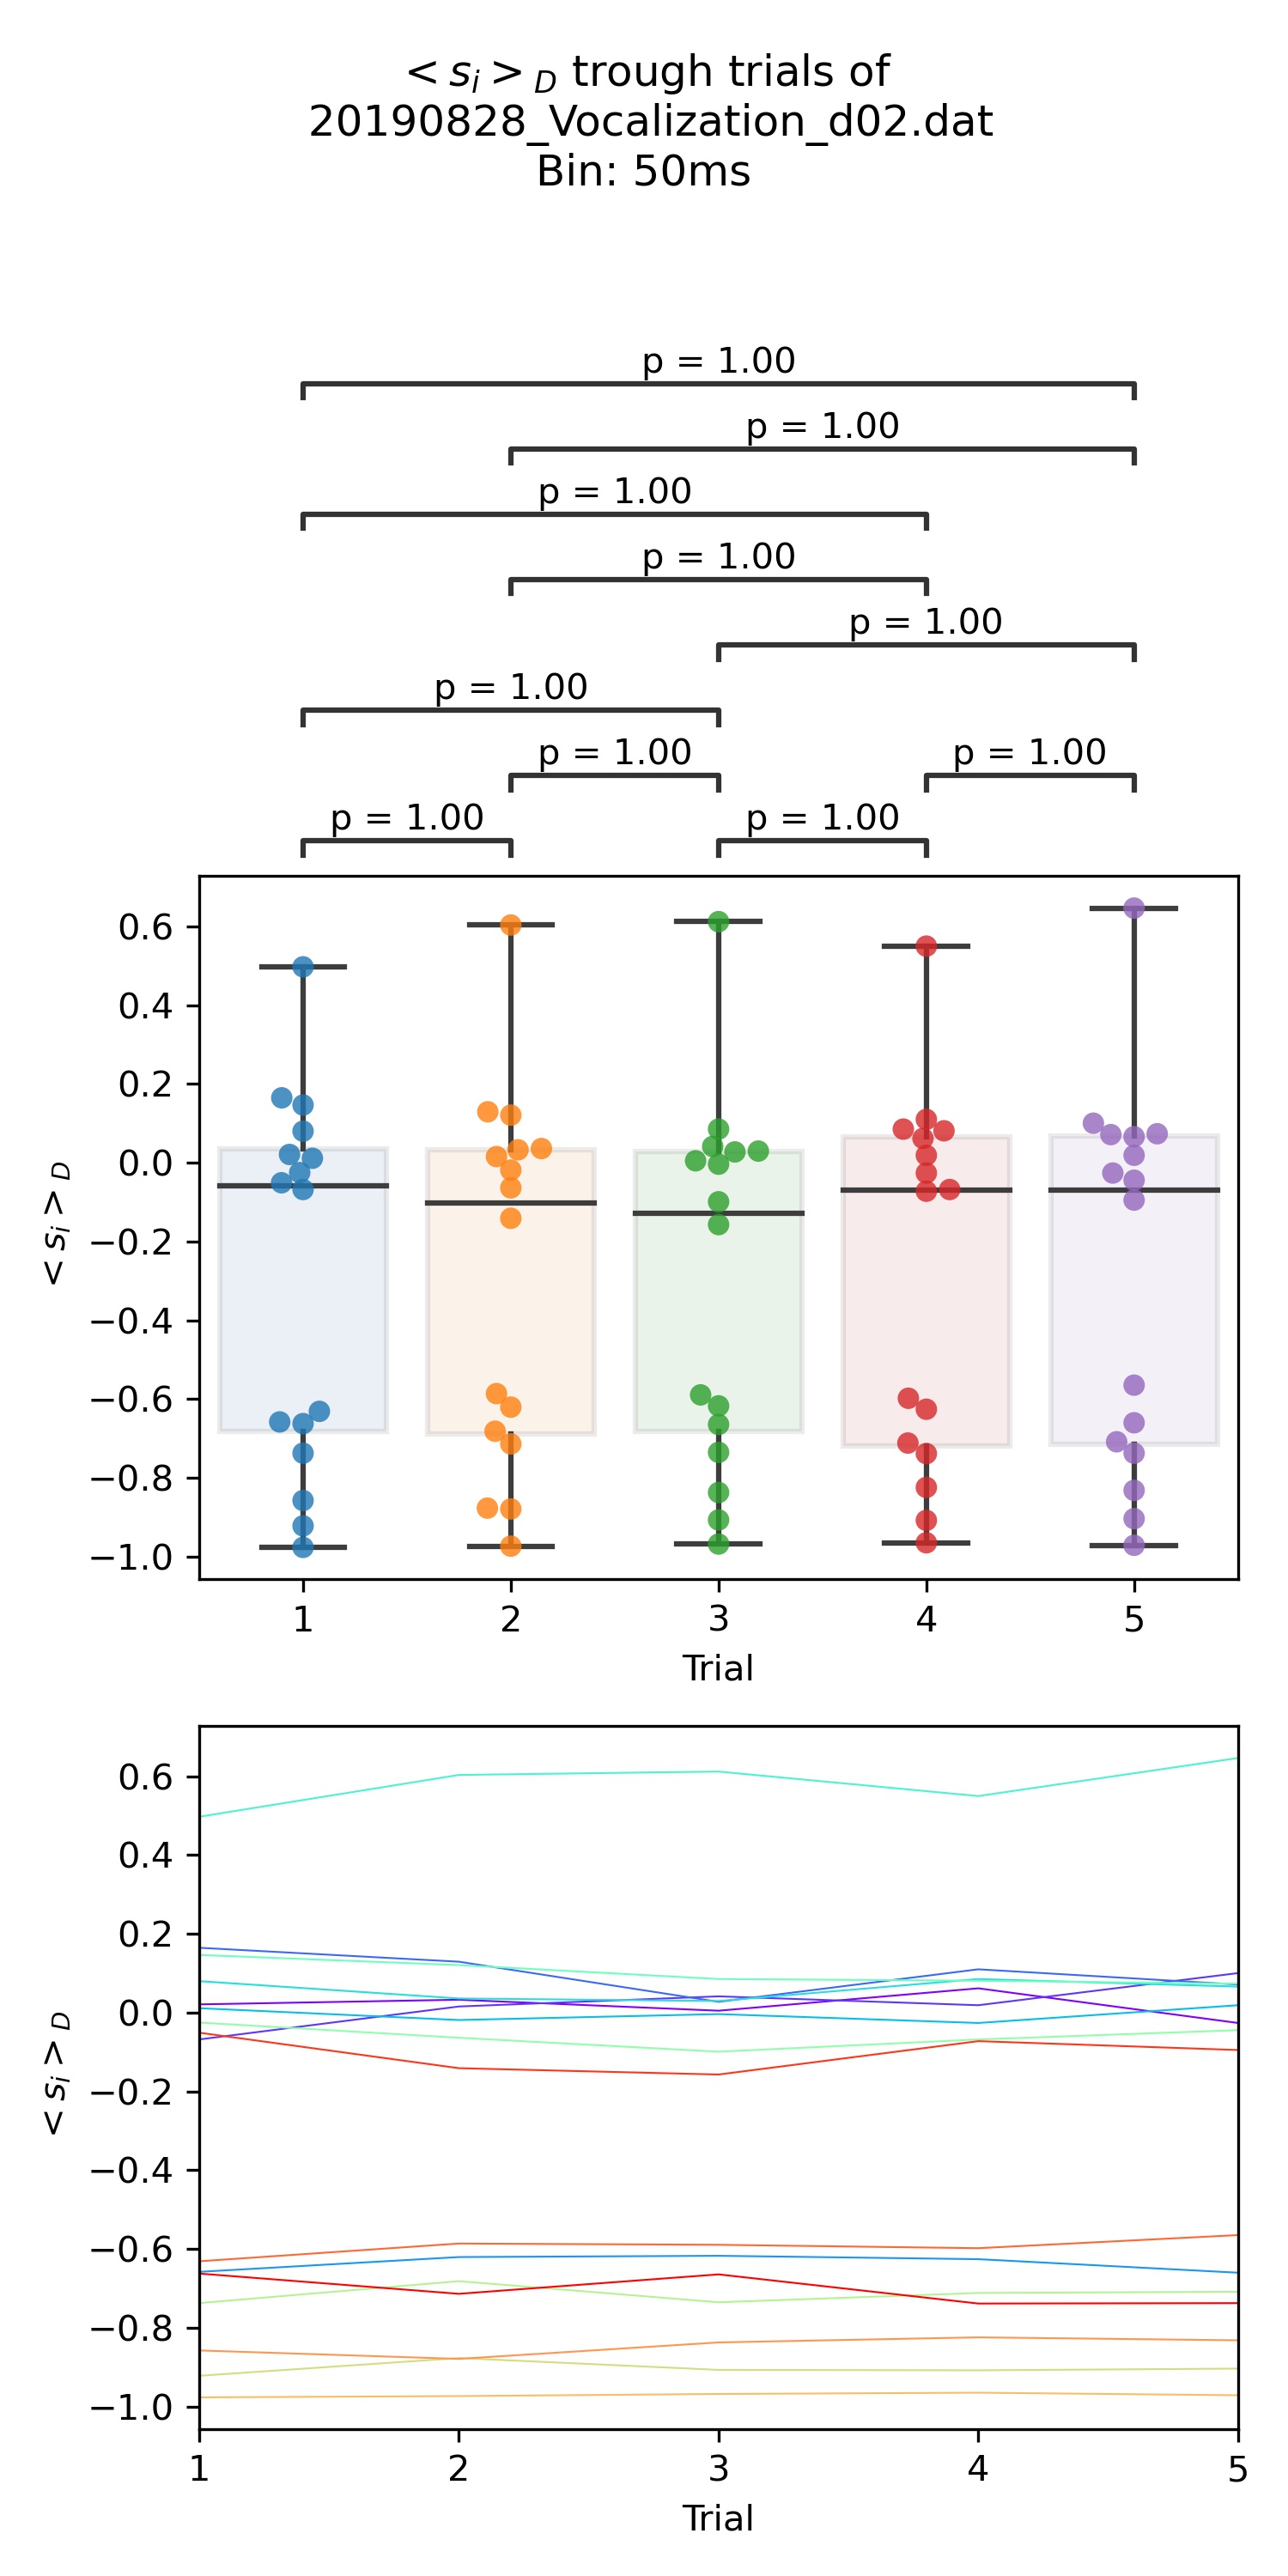 < s_i >_D trough trials of
20190828_Vocalization_d02.dat
Bin: 50ms
p = 1.00
p = 1.00
p = 1.00
p = 1.00
p = 1.00
p = 1.00
p = 1.00 p = 1.00
p = 1.00 p = 1.00
0.6
0.4
0.2
0.0
−0.2
−0.4
−0.6
−0.8
−1.0
< s_i >_D
1 2 3 4 5
Trial
0.6
0.4
0.2
0.0
−0.2
−0.4
−0.6
−0.8
−1.0
< s_i >_D
1 2 3 4 5
Trial